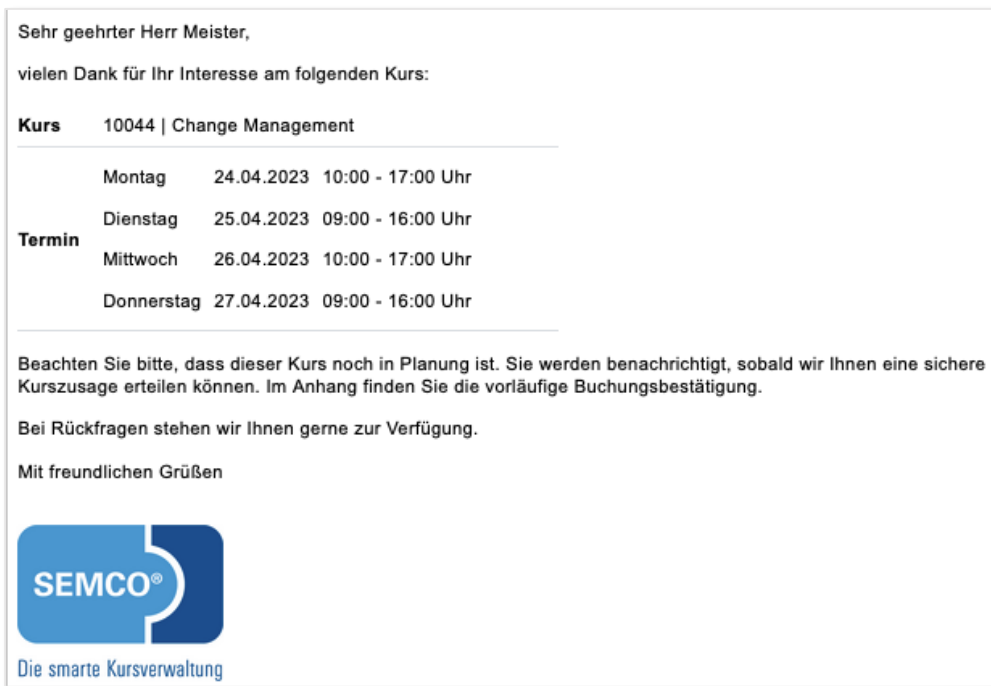 Sehr geehrter Herr Meister,
vielen Dank für Ihr Interesse am folgenden Kurs:
Kurs 10044 | Change Management
Termin
Montag 24.04.2023 10:00 - 17:00 Uhr
Dienstag 25.04.2023 09:00 - 16:00 Uhr
Mittwoch 26.04.2023 10:00 - 17:00 Uhr
Donnerstag 27.04.2023 09:00 - 16:00 Uhr
Beachten Sie bitte, dass dieser Kurs noch in Planung ist. Sie werden benachrichtigt, sobald wir Ihnen eine sichere
Kurszusage erteilen können. Im Anhang finden Sie die vorläufige Buchungsbestätigung.
Bei Rückfragen stehen wir Ihnen gerne zur Verfügung.
Mit freundlichen Grüßen
SEMCO®
Die smarte Kursverwaltung